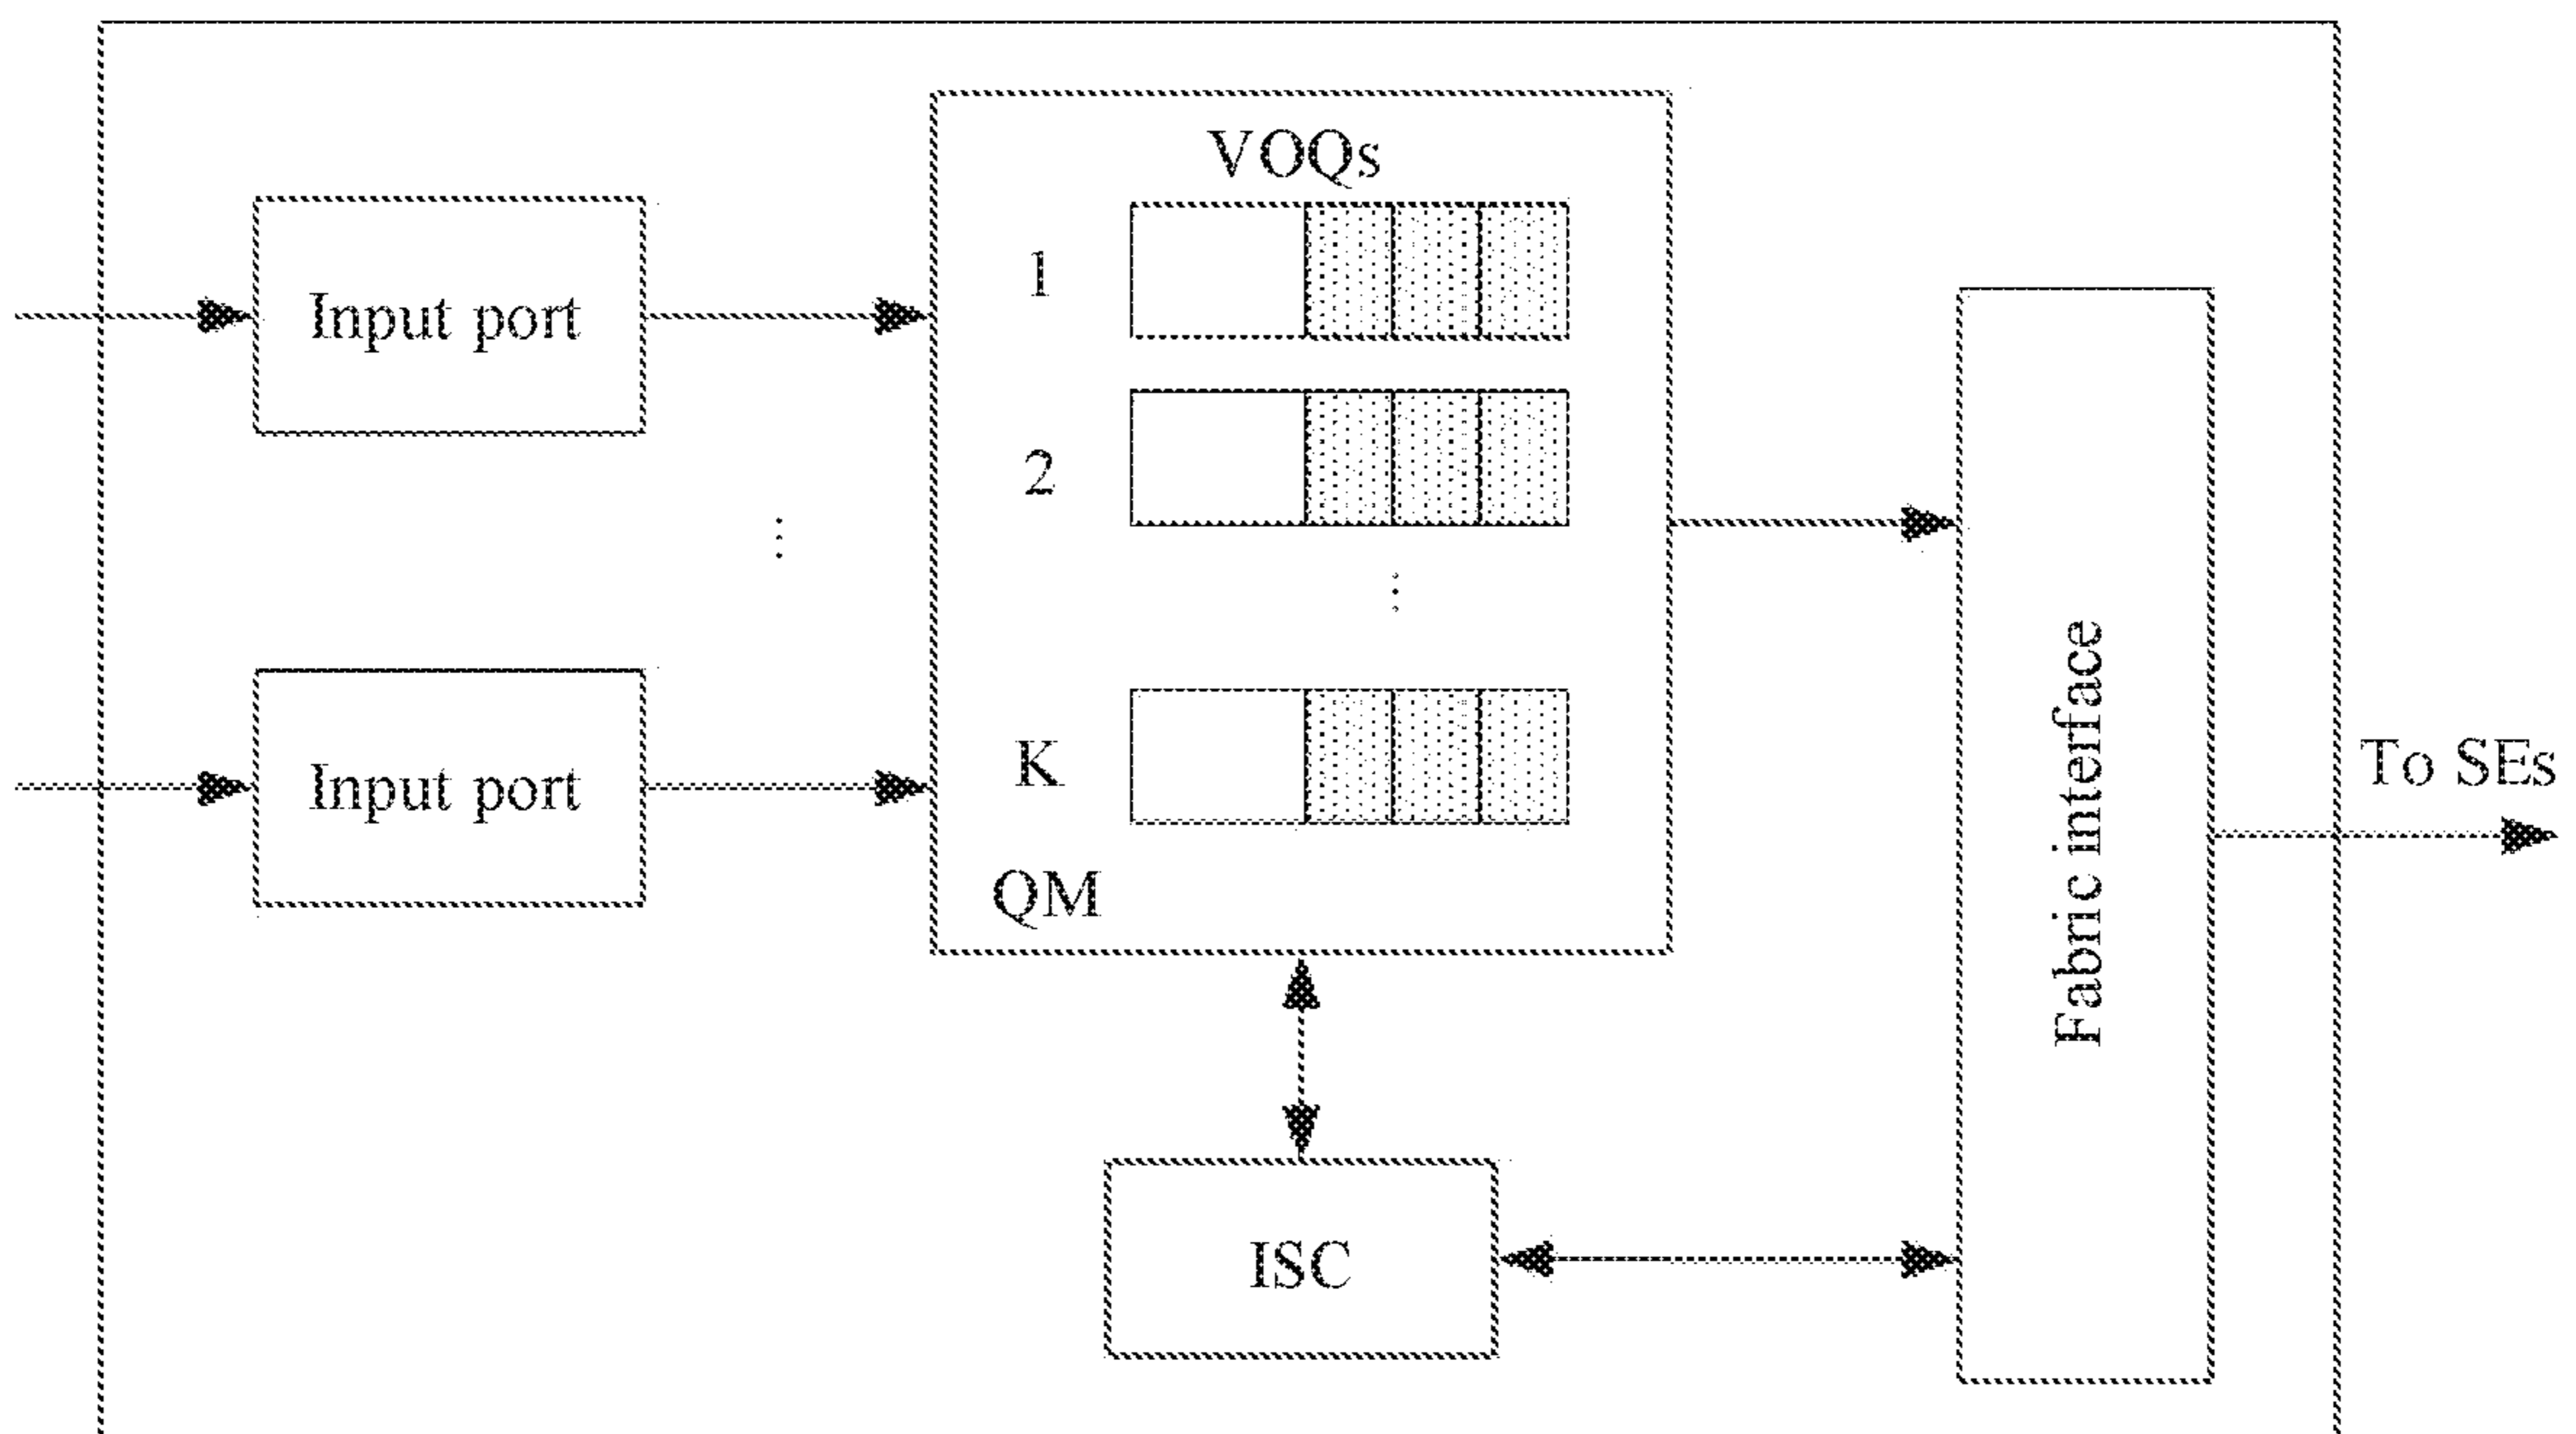 VOQs
1
Input port
2
K
Input port
QM
Fabric interface
To SEs
ISC